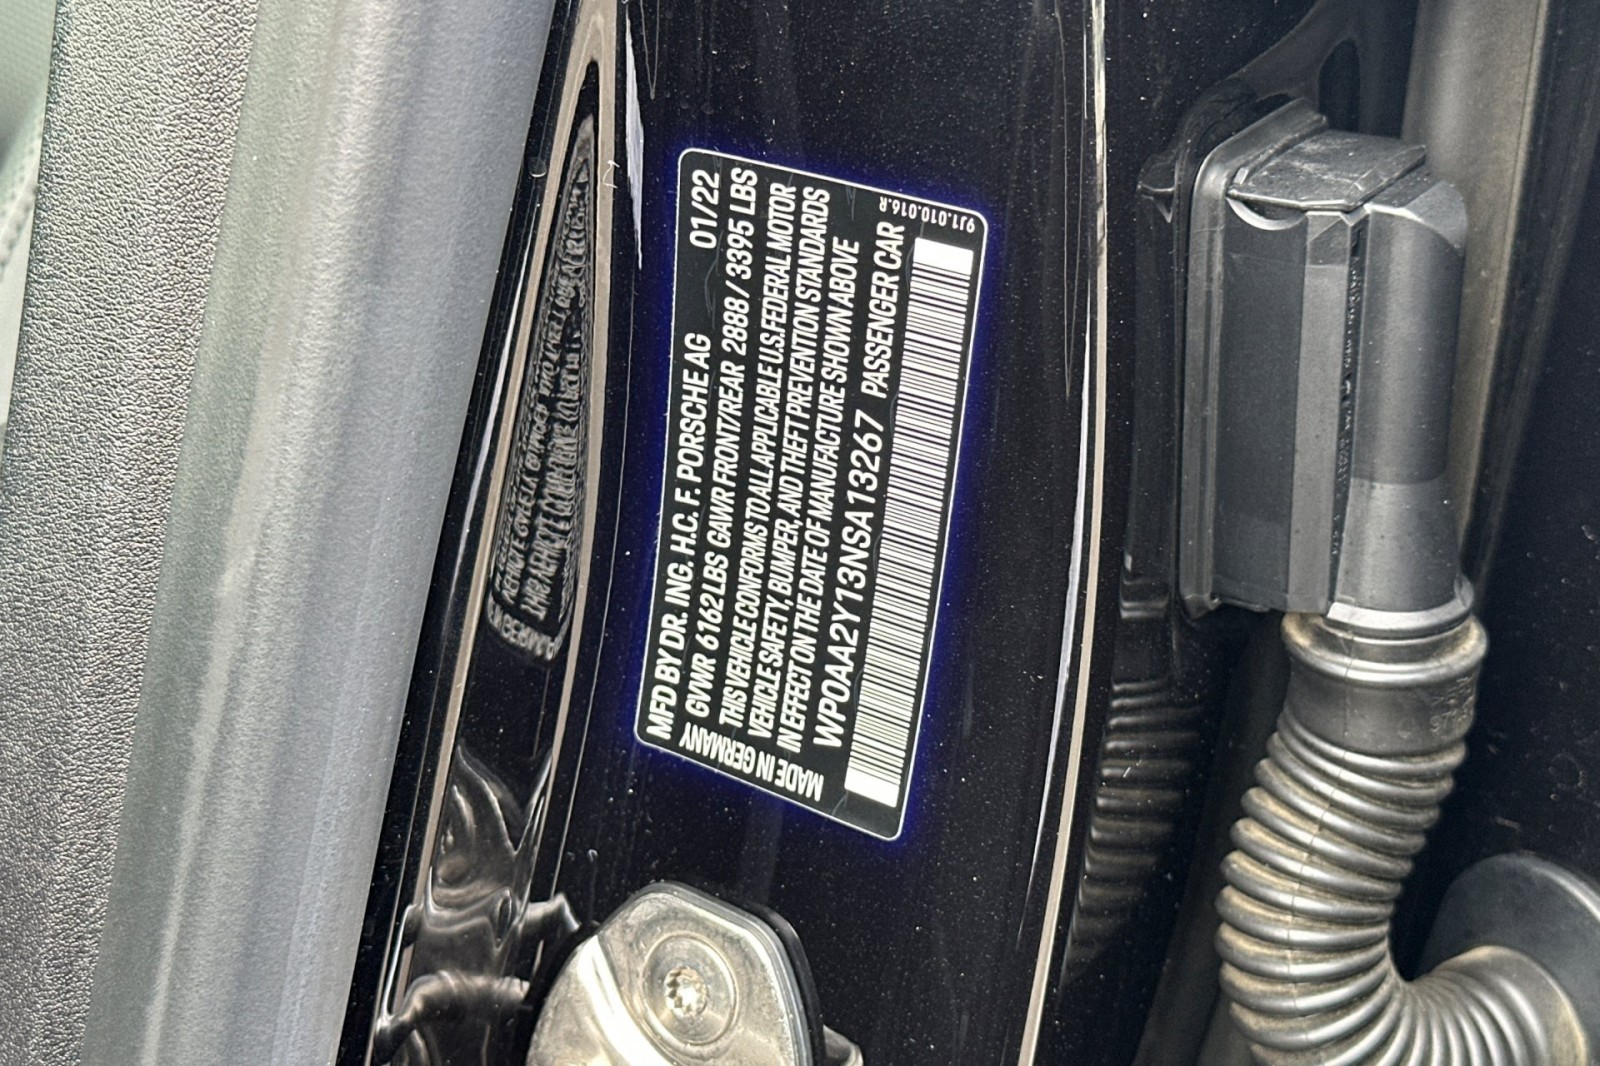 MFD BY DR. ING. H.C. F. PORSCHE AG 01/22
GVWR 6162 LBS GAWR FRONT/REAR 2888 / 3395 LBS
THIS VEHICLE CONFORMS TO ALL APPLICABLE U.S. FEDERAL MOTOR
VEHICLE SAFETY, BUMPER, AND THEFT PREVENTION STANDARDS
IN EFFECT ON THE DATE OF MANUFACTURE SHOWN ABOVE
WP0AA2Y13NSA13267 PASSENGER CAR
MADE IN GERMANY
9J1.010.016.R